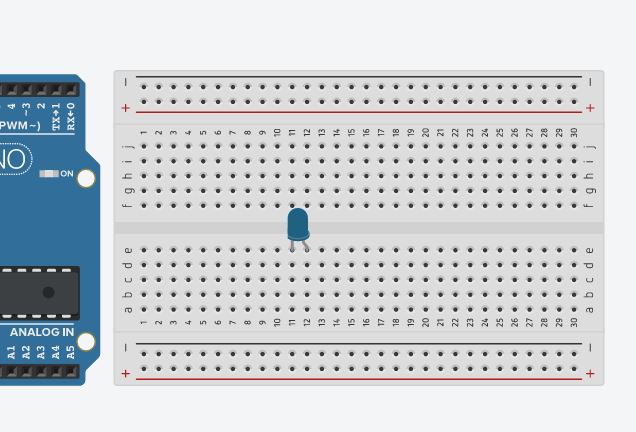 4 ~3 2 TX→1 RX←0
PWM~)
NO
ON
ANALOG IN
A1 A2 A3 A4 A5
— —
+ +
1 2 3 4 5 6 7 8 9 10 11 12 13 14 15 16 17 18 19 20 21 22 23 24 25 26 27 28 29 30
j j
i i
h h
g g
f f
e e
d d
c c
b b
a a
1 2 3 4 5 6 7 8 9 10 11 12 13 14 15 16 17 18 19 20 21 22 23 24 25 26 27 28 29 30
— —
+ +